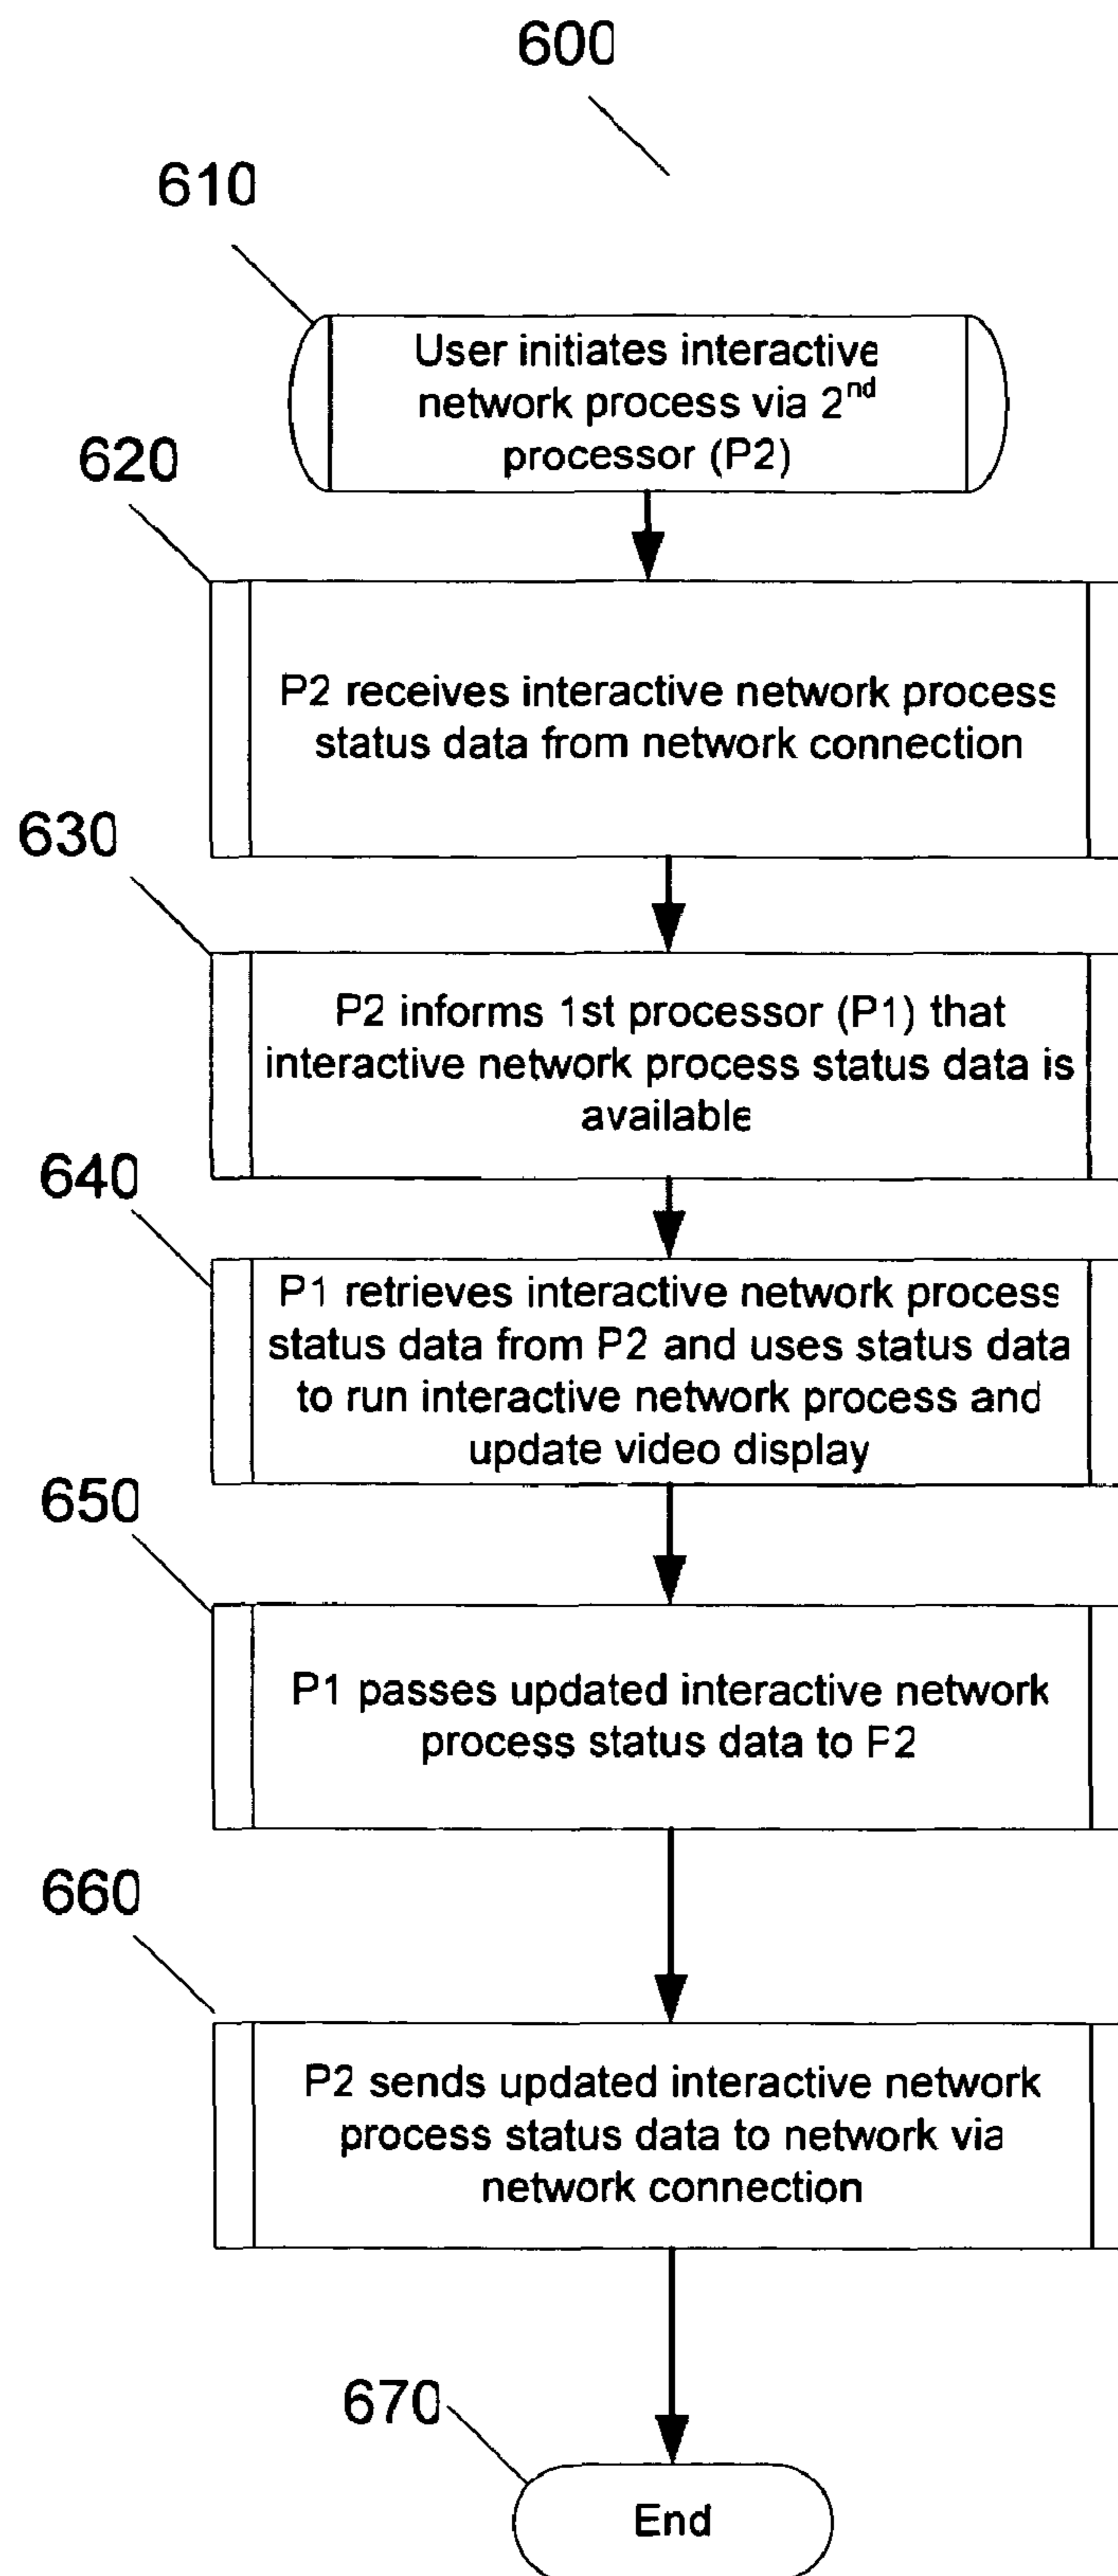 600
610
User initiates interactive
network process via 2nd
processor (P2)
620
P2 receives interactive network process
status data from network connection
630
P2 informs 1st processor (P1) that
interactive network process status data is
available
640
P1 retrieves interactive network process
status data from P2 and uses status data
to run interactive network process and
update video display
650
P1 passes updated interactive network
process status data to P2
660
P2 sends updated interactive network
process status data to network via
network connection
670
End